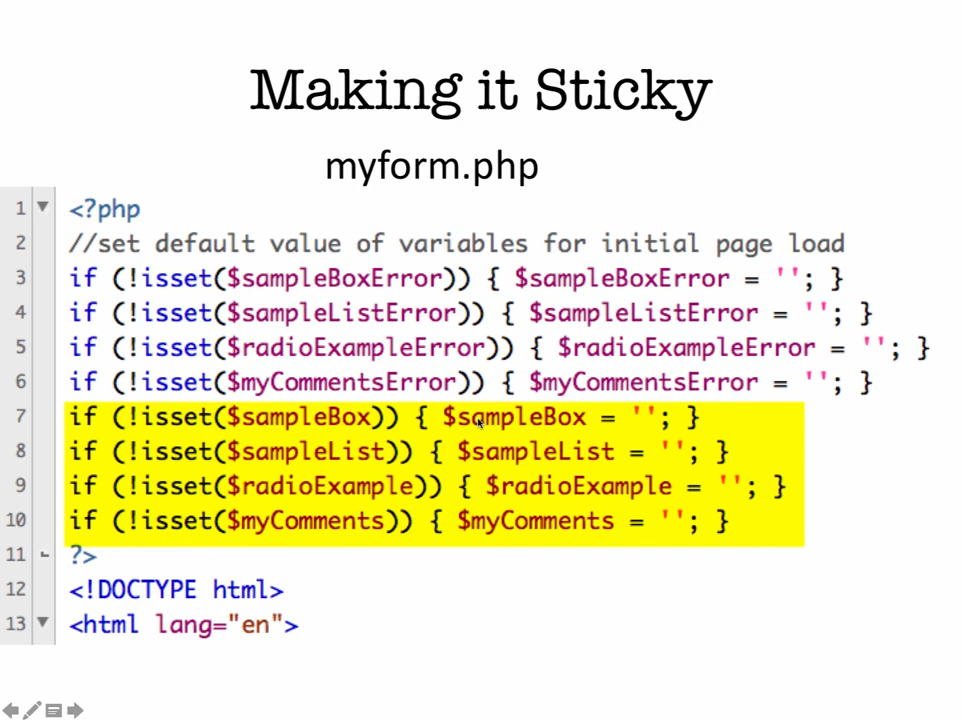 Making it Sticky
myform.php
1 <?php
2 //set default value of variables for initial page load
3 if (!isset($sampleBoxError)) { $sampleBoxError = ''; }
4 if (!isset($sampleListError)) { $sampleListError = ''; }
5 if (!isset($radioExampleError)) { $radioExampleError = ''; }
6 if (!isset($myCommentsError)) { $myCommentsError = ''; }
7 if (!isset($sampleBox)) { $sampleBox = ''; }
8 if (!isset($sampleList)) { $sampleList = ''; }
9 if (!isset($radioExample)) { $radioExample = ''; }
10 if (!isset($myComments)) { $myComments = ''; }
11 ?>
12 <!DOCTYPE html>
13 <html lang="en">